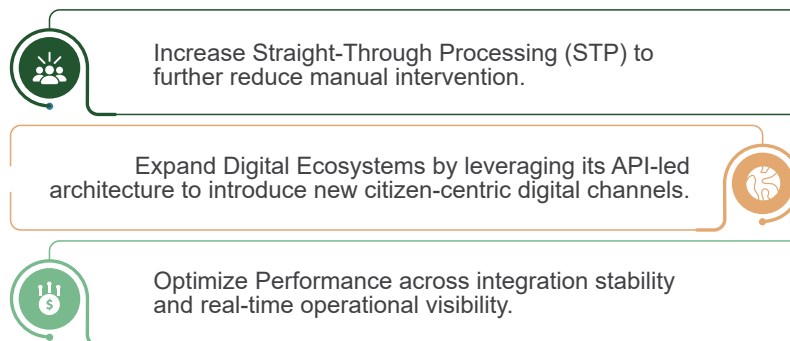 Increase Straight-Through Processing (STP) to
further reduce manual intervention.
Expand Digital Ecosystems by leveraging its API-led
architecture to introduce new citizen-centric digital channels.
Optimize Performance across integration stability
and real-time operational visibility.
$